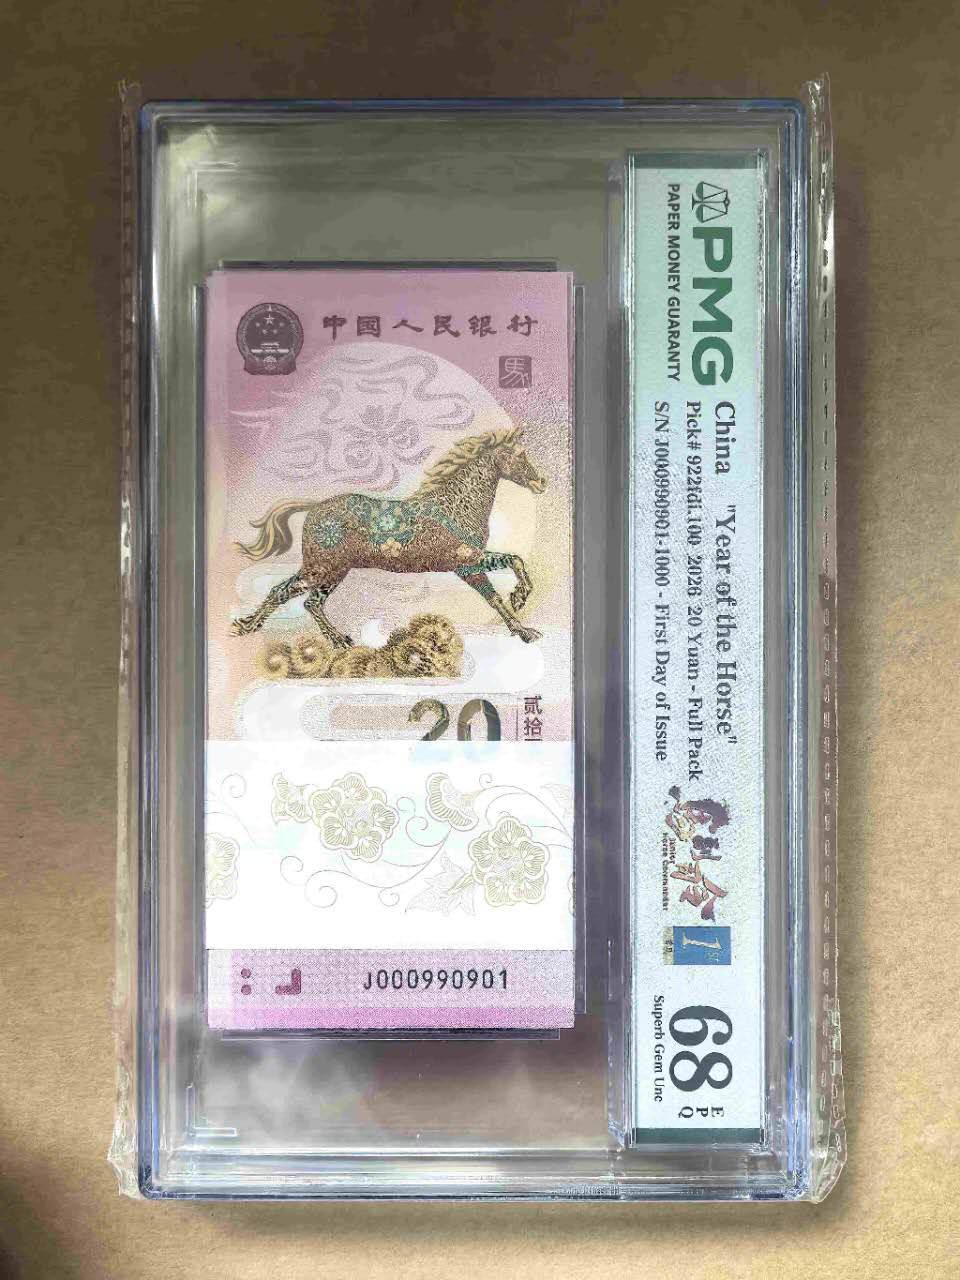 中国人民银行
馬
20
贰拾
J000990901
PMG
PAPER MONEY GUARANTY
China "Year of the Horse"
Pick# 922fdi.100 2026 20 Yuan - Full Pack
S/N J000990901-1000 - First Day of Issue
1ST
68
EPQ
Superb Gem Unc